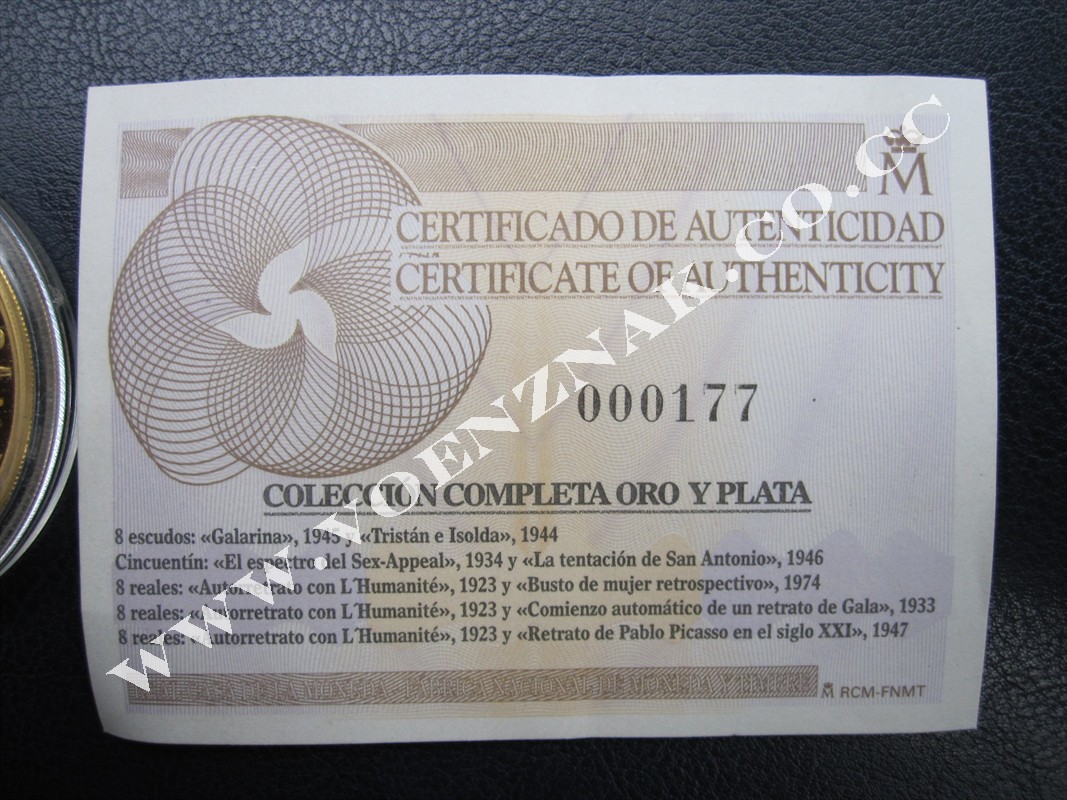 M
CERTIFICADO DE AUTENTICIDAD
CERTIFICATE OF AUTHENTICITY
000177
COLECCION COMPLETA ORO Y PLATA
8 escudos: «Galarina», 1945 y «Tristán e Isolda», 1944
Cincuentín: «El espectro del Sex-Appeal», 1934 y «La tentación de San Antonio», 1946
8 reales: «Autorretrato con L´Humanité», 1923 y «Busto de mujer retrospectivo», 1974
8 reales: «Autorretrato con L´Humanité», 1923 y «Comienzo automático de un retrato de Gala», 1933
8 reales: «Autorretrato con L´Humanité», 1923 y «Retrato de Pablo Picasso en el siglo XXI», 1947
M RCM-FNMT
www.VOENZNAK.CO.CC